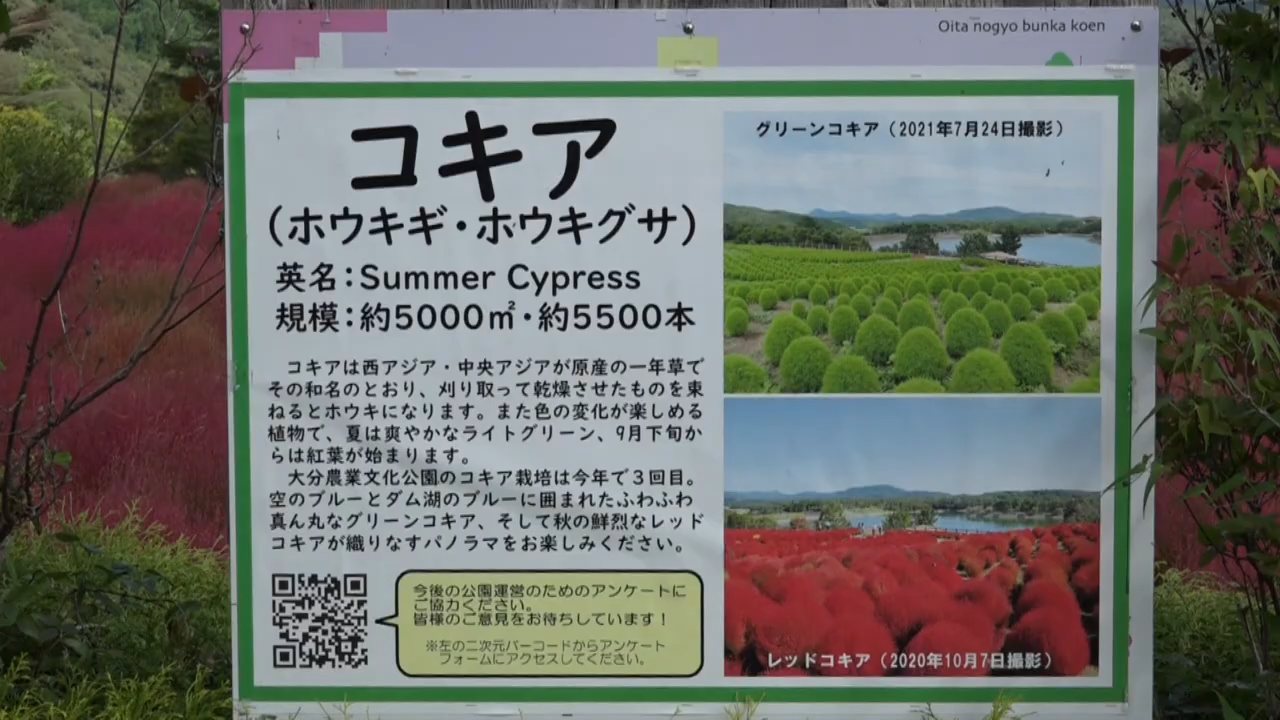 Oita nogyo bunka koen
コキア
(ホウキギ・ホウキグサ)
英名:Summer Cypress
規模:約5000㎡・約5500本
コキアは西アジア・中央アジアが原産の一年草で
その和名のとおり、刈り取って乾燥させたものを束
ねるとホウキになります。また色の変化が楽しめる
植物で、夏は爽やかなライトグリーン、9月下旬か
らは紅葉が始まります。
大分農業文化公園のコキア栽培は今年で3回目。
空のブルーとダム湖のブルーに囲まれたふわふわ
真ん丸なグリーンコキア、そして秋の鮮烈なレッド
コキアが織りなすパノラマをお楽しみください。
今後の公園運営のためのアンケートに
ご協力ください。
皆様のご意見をお待ちしています!
※左の二次元バーコードからアンケート
フォームにアクセスしてください。
グリーンコキア(2021年7月24日撮影)
レッドコキア(2020年10月7日撮影)